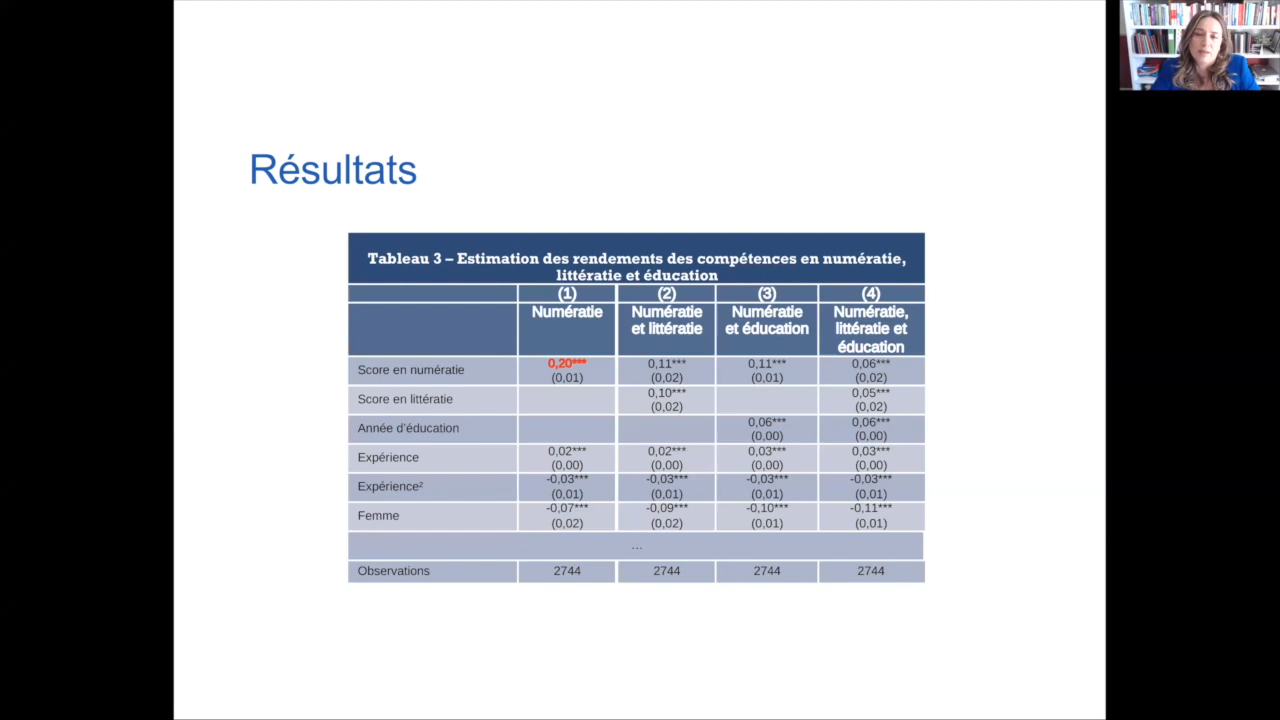 Résultats
Tableau 3 – Estimation des rendements des compétences en numératie,
littératie et éducation
(1) (2) (3) (4)
Numératie Numératie et littératie Numératie et éducation Numératie, littératie et éducation
Score en numératie 0,20*** 0,11*** 0,11*** 0,06***
(0,01) (0,02) (0,01) (0,02)
Score en littératie 0,10*** 0,05***
(0,02) (0,02)
Année d'éducation 0,06*** 0,06***
(0,00) (0,00)
Expérience 0,02*** 0,02*** 0,03*** 0,03***
(0,00) (0,00) (0,00) (0,00)
Expérience² -0,03*** -0,03*** -0,03*** -0,03***
(0,01) (0,01) (0,01) (0,01)
Femme -0,07*** -0,09*** -0,10*** -0,11***
(0,02) (0,02) (0,01) (0,01)
...
Observations 2744 2744 2744 2744